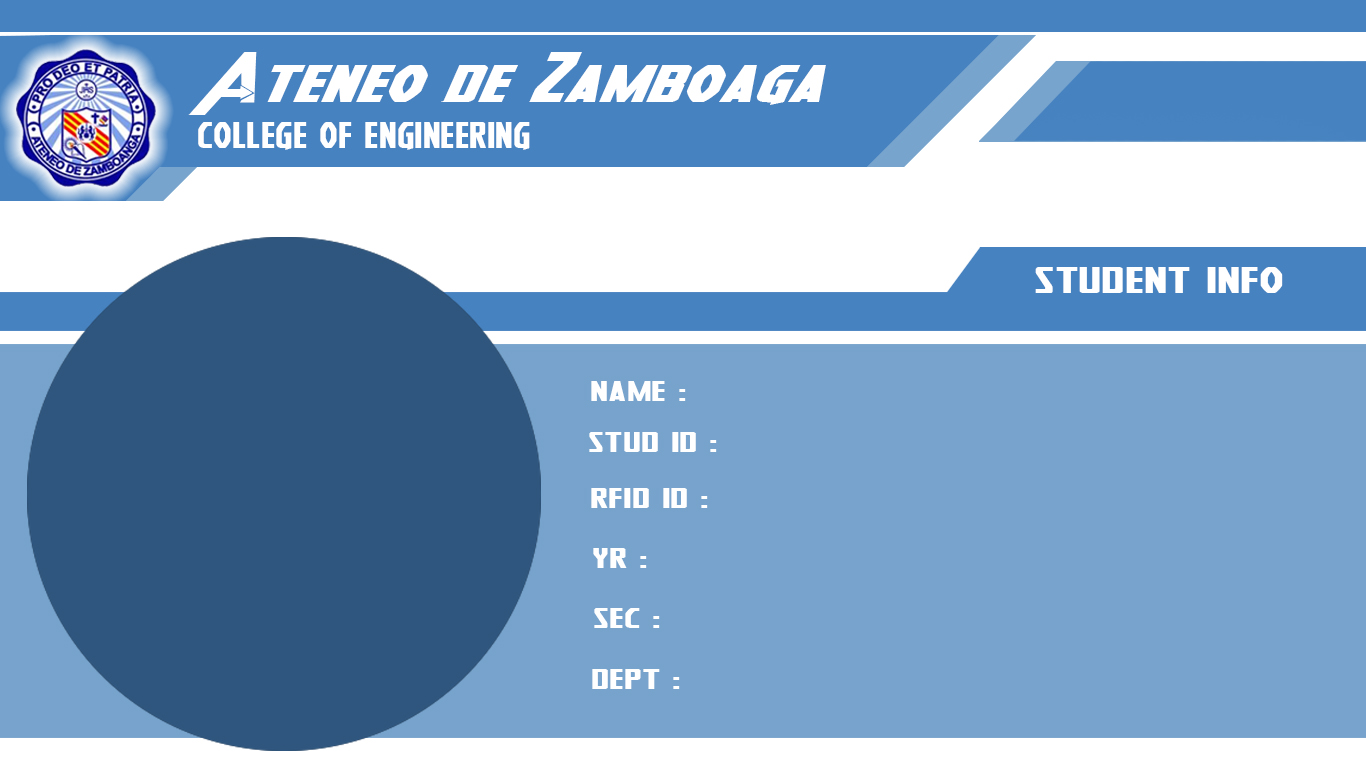 PRO DEO ET PATRIA
ATENEO DE ZAMBOANGA
ATENEO DE ZAMBOAGA
COLLEGE OF ENGINEERING
STUDENT INFO
NAME :
STUD ID :
RFID ID :
YR :
SEC :
DEPT :